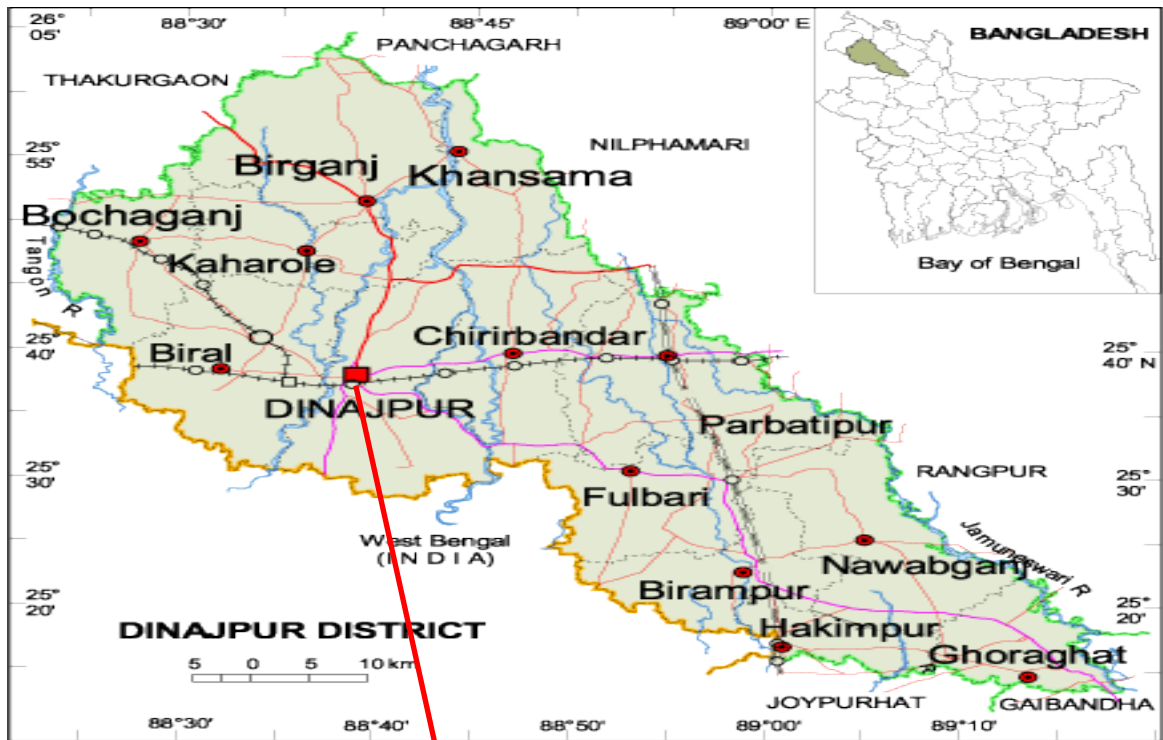 26°
05'
88°30'
88°45'
89°00' E
PANCHAGARH
BANGLADESH
THAKURGAON
25°
55'
NILPHAMARI
Birganj
Khansama
Bochaganj
Tangon R
Kaharole
Bay of Bengal
25°
40'
Chirirbandar
Biral
25°
40' N
DINAJPUR
Parbatipur
25°
30'
Fulbari
RANGPUR
25°
30'
West Bengal
(I N D I A)
Jamuneswari R
Nawabganj
Birampur
25°
20'
25°
20'
DINAJPUR DISTRICT
Hakimpur
Ghoraghat
5 0 5 10 km
R
JOYPURHAT
GAIBANDHA
88°30'
88°40'
88°50'
89°00'
89°10'